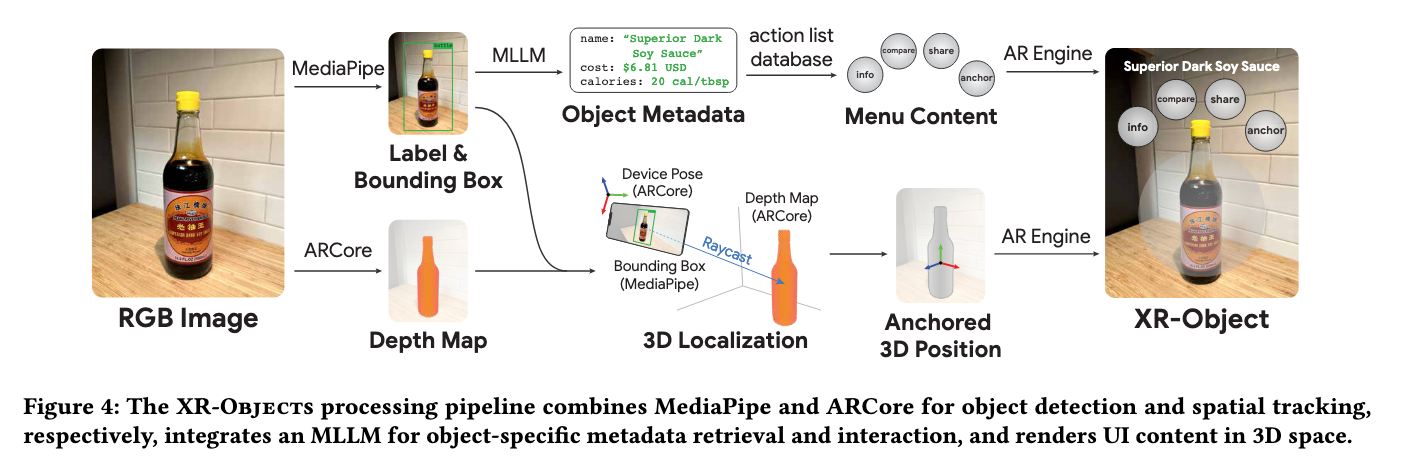 MediaPipe
Label &
Bounding Box
MLLM
name: “Superior Dark
Soy Sauce”
cost: $6.81 USD
calories: 20 cal/tbsp
Object Metadata
action list
database
info
compare
share
anchor
Menu Content
AR Engine
RGB Image
ARCore
Depth Map
Device Pose
(ARCore)
Bounding Box
(MediaPipe)
Raycast
Depth Map
(ARCore)
3D Localization
Anchored
3D Position
AR Engine
Superior Dark Soy Sauce
info
compare
share
anchor
XR-Object
Figure 4: The XR-Objects processing pipeline combines MediaPipe and ARCore for object detection and spatial tracking,
respectively, integrates an MLLM for object-specific metadata retrieval and interaction, and renders UI content in 3D space.